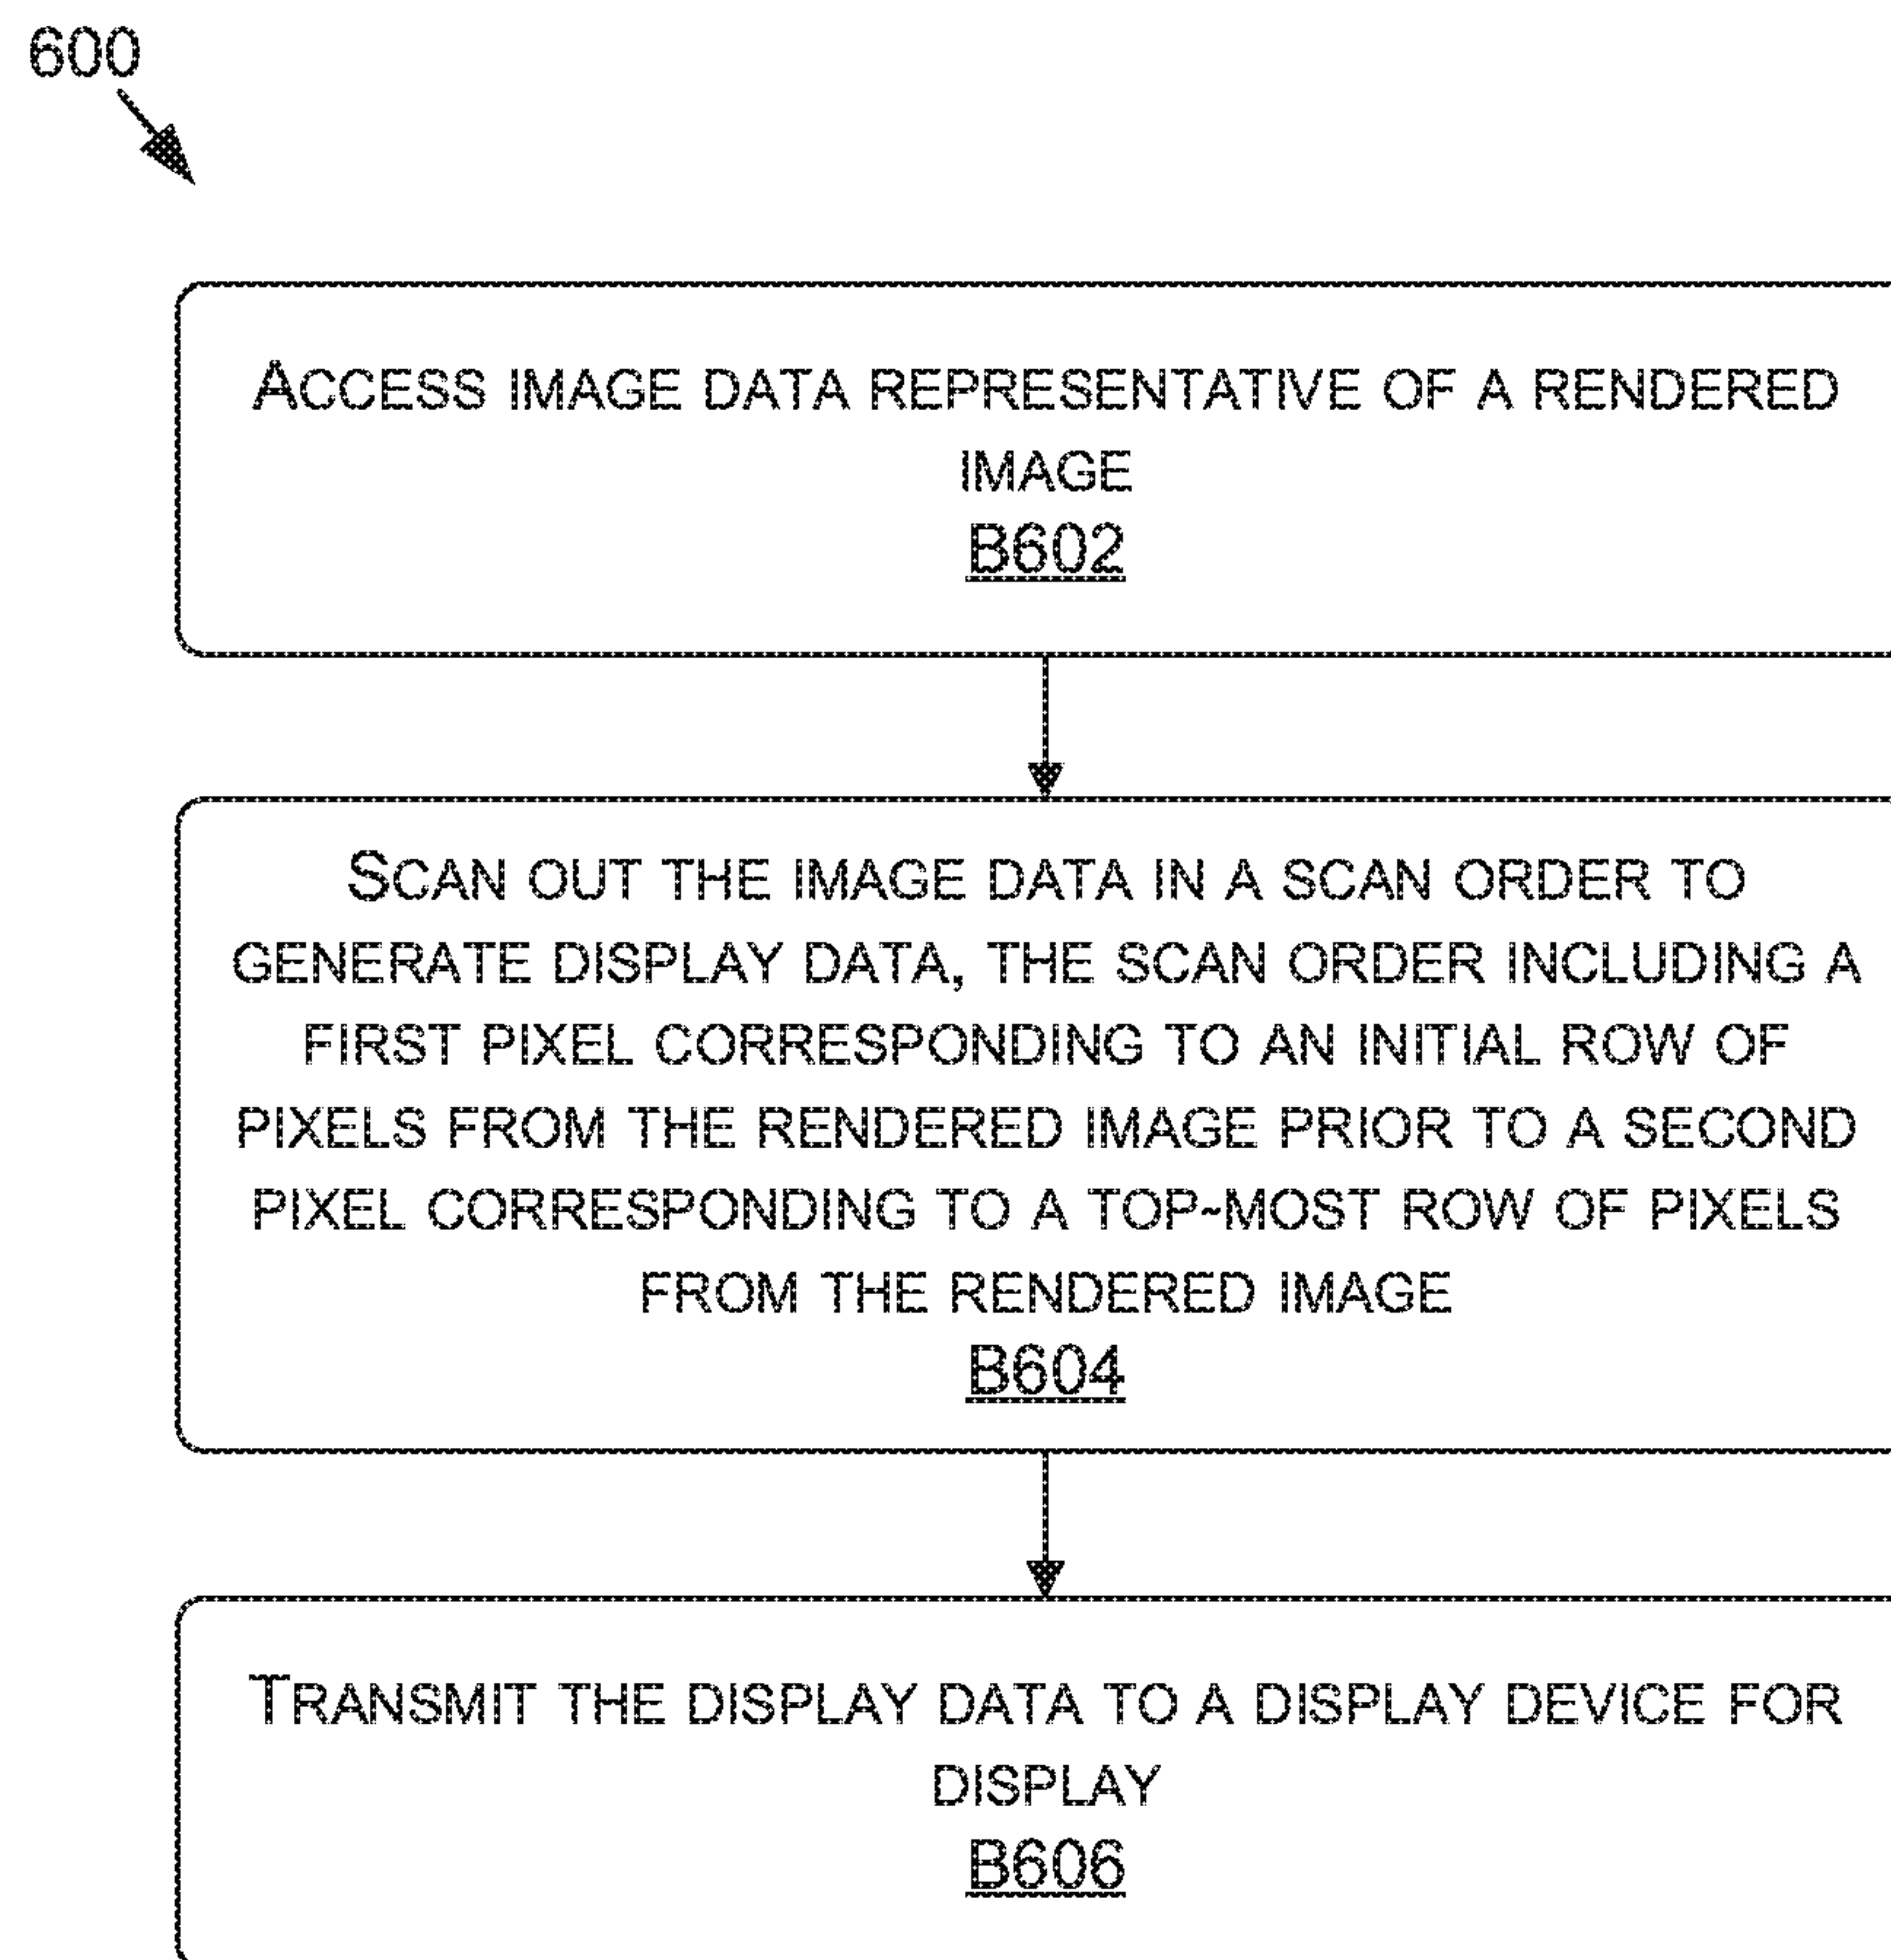 600
ACCESS IMAGE DATA REPRESENTATIVE OF A RENDERED
IMAGE
B602
SCAN OUT THE IMAGE DATA IN A SCAN ORDER TO
GENERATE DISPLAY DATA, THE SCAN ORDER INCLUDING A
FIRST PIXEL CORRESPONDING TO AN INITIAL ROW OF
PIXELS FROM THE RENDERED IMAGE PRIOR TO A SECOND
PIXEL CORRESPONDING TO A TOP-MOST ROW OF PIXELS
FROM THE RENDERED IMAGE
B604
TRANSMIT THE DISPLAY DATA TO A DISPLAY DEVICE FOR
DISPLAY
B606